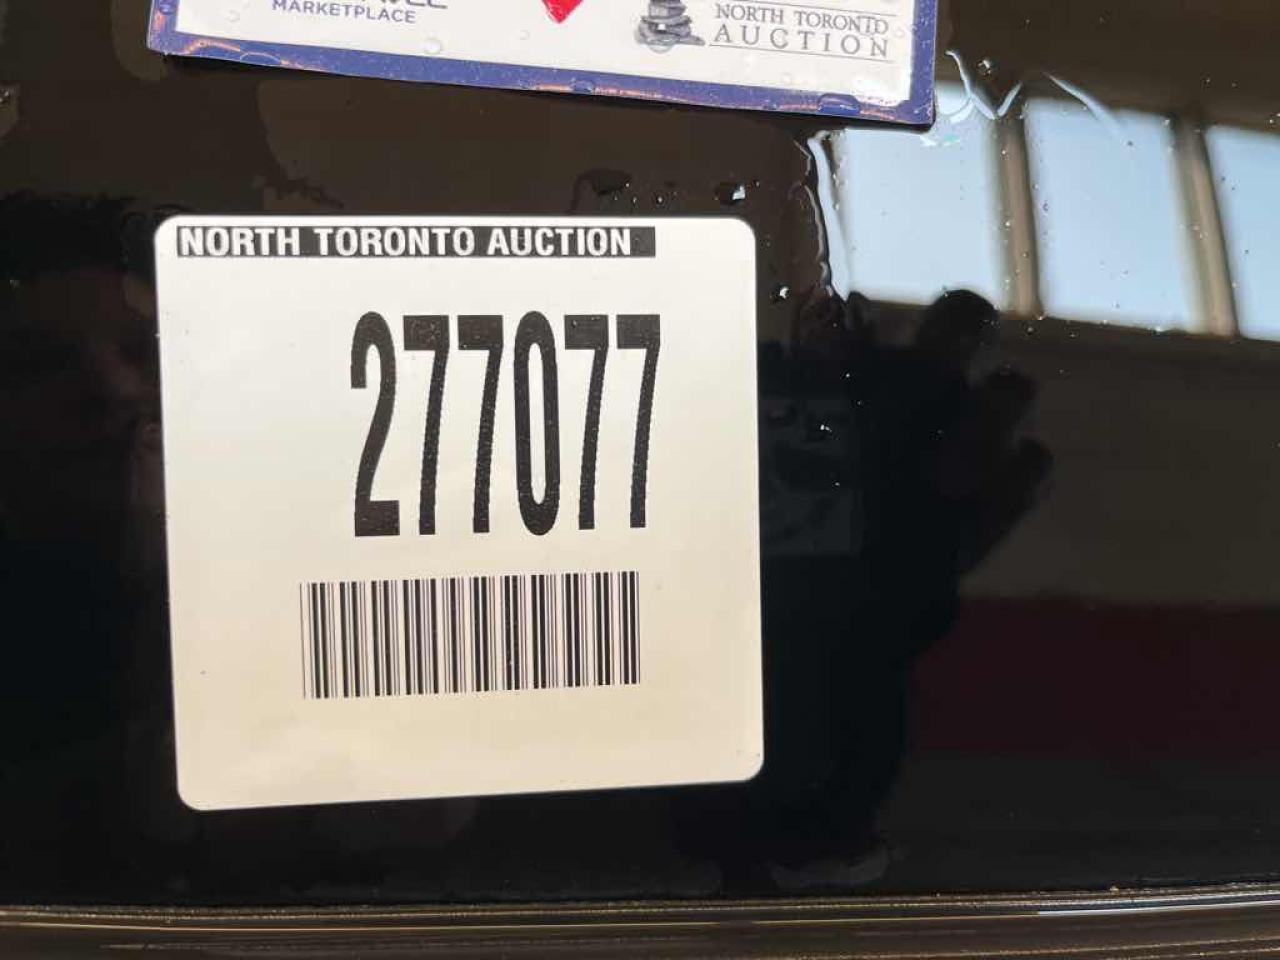 MARKETPLACE
NORTH TORONTO
AUCTION
NORTH TORONTO AUCTION
277077